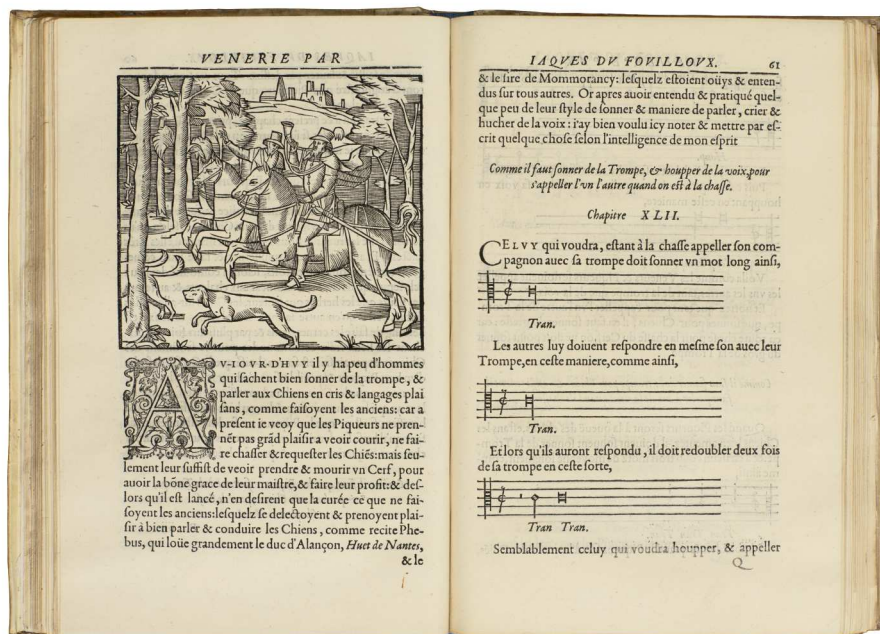 VENERIE PAR
AV-IOVR-D'HVY il y ha peu d'hommes
qui sachent bien sonner de la trompe, &
parler aux Chiens en cris & langages plai
sans, comme faisoyent les anciens: car a
present ie veoy que les Piqueurs ne pren-
nẽt pas grãd plaisir a veoir courir, ne fai-
re chasser & requester les Chiẽs: mais seu-
lement leur suffist de veoir prendre & mourir vn Cerf, pour
auoir la bõne grace de leur maistre, & faire leur profit: & des-
lors qu'il est lancé, n'en desirent que la curée ce que ne fai-
soyent les anciens: lesquelz se delectoyent & prenoyent plai-
sir à bien parler & conduire les Chiens, comme recite Phe-
bus, qui loüe grandement le duc d'Alançon, Huet de Nantes,
& le
IAQVES DV FOVILLOVX. 61
& le sire de Mommorancy: lesquelz estoient oüys & enten-
dus sur tous autres. Or apres auoir entendu & pratiqué quel-
que peu de leur style de sonner & maniere de parler, crier &
hucher de la voix: i'ay bien voulu icy noter & mettre par es-
crit quelque chose selon l'intelligence de mon esprit
Comme il faut sonner de la Trompe, & houpper de la voix, pour
s'appeller l'vn l'autre quand on est à la chasse.
Chapitre XLII.
CELVY qui voudra, estant à la chasse appeller son com-
pagnon auec sa trompe doit sonner vn mot long ainsi,
Tran.
Les autres luy doiuent respondre en mesme son auec leur
Trompe, en ceste maniere, comme ainsi,
Tran.
Et lors qu'ils auront respondu, il doit redoubler deux fois
de sa trompe en ceste sorte,
Tran Tran.
Semblablement celuy qui voudra houpper, & appeller
Q